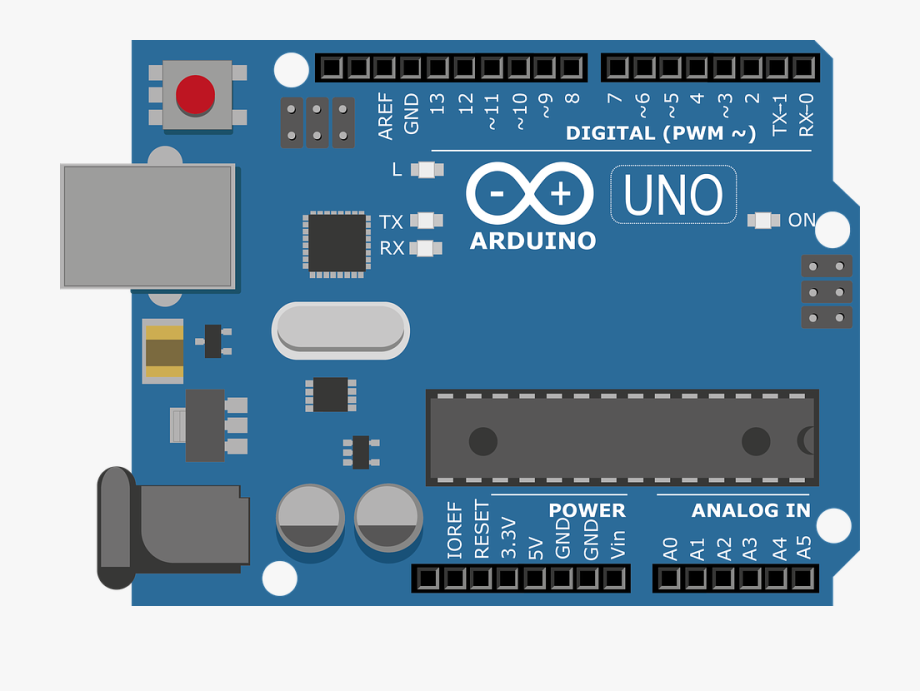 AREF GND 13 12 ~11 ~10 ~9 8 7 ~6 ~5 4 ~3 2 TX→1 RX←0
DIGITAL (PWM ~)
L
TX
RX
- +
ARDUINO
UNO
ON
POWER
ANALOG IN
IOREF RESET 3.3V 5V GND GND Vin A0 A1 A2 A3 A4 A5